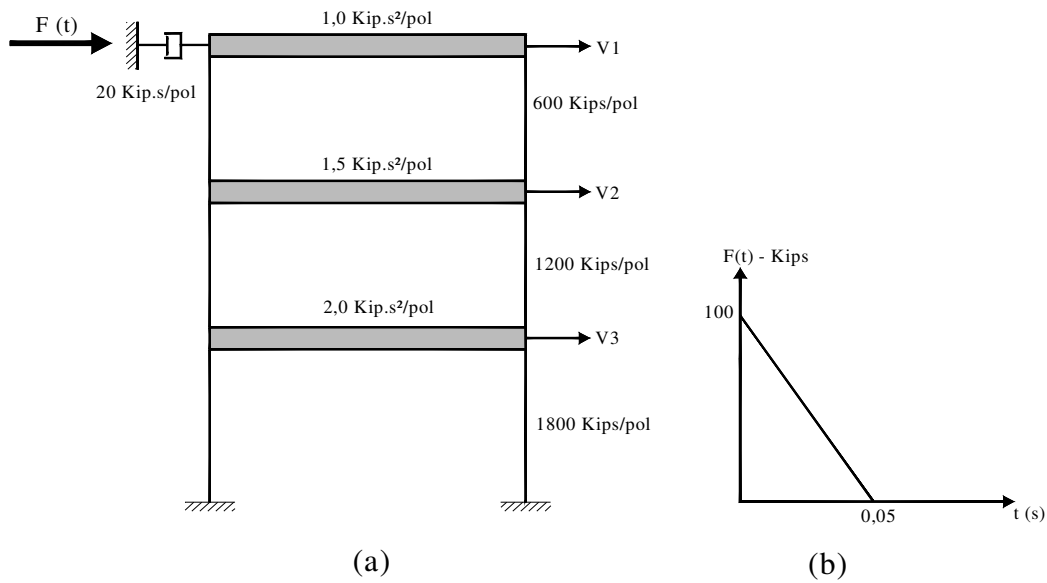 F (t)
1,0 Kip.s²/pol
V1
20 Kip.s/pol
600 Kips/pol
1,5 Kip.s²/pol
V2
1200 Kips/pol
2,0 Kip.s²/pol
V3
1800 Kips/pol
(a)
F(t) - Kips
100
0,05
t (s)
(b)